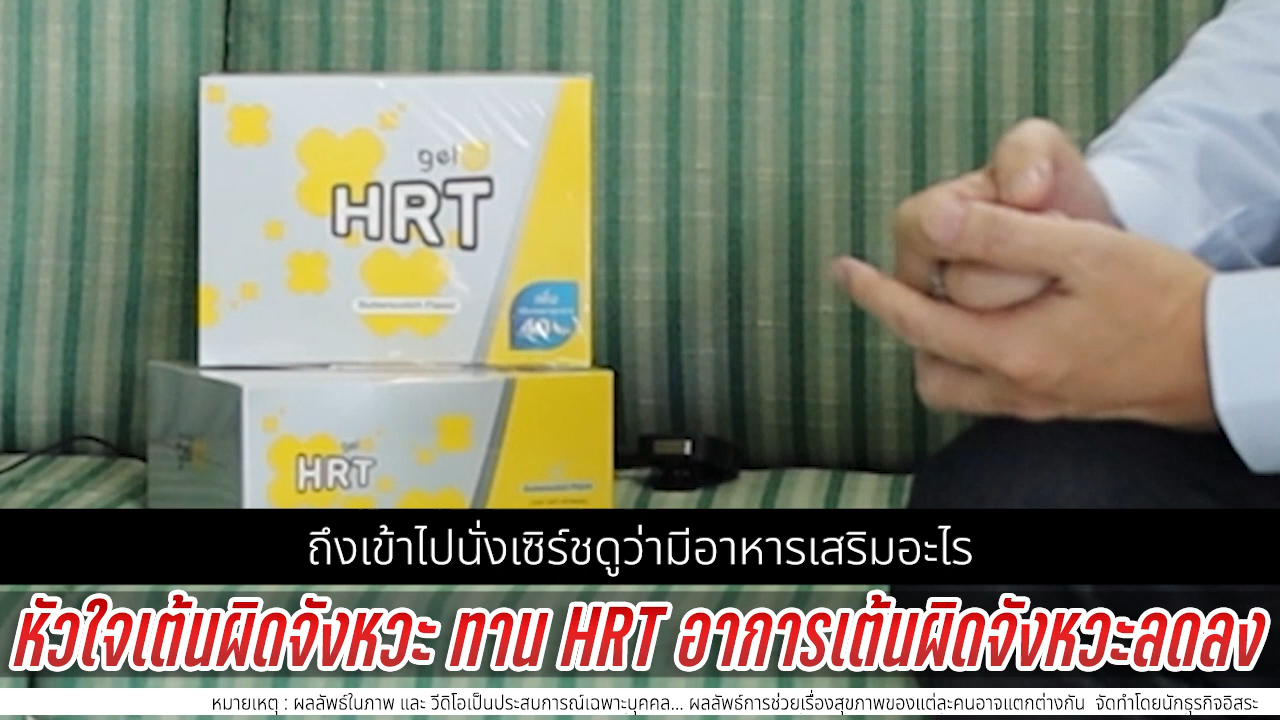 gel
HRT
Butterscotch Flavor
gel
HRT
ถึงเข้าไปนั่งเซิร์ชดูว่ามีอาหารเสริมอะไร
หัวใจเต้นผิดจังหวะ ทาน HRT อาการเต้นผิดจังหวะลดลง
หมายเหตุ : ผลลัพธ์ในภาพ และ วีดิโอเป็นประสบการณ์เฉพาะบุคคล... ผลลัพธ์การช่วยเรื่องสุขภาพของแต่ละคนอาจแตกต่างกัน จัดทำโดยนักธุรกิจอิสระ